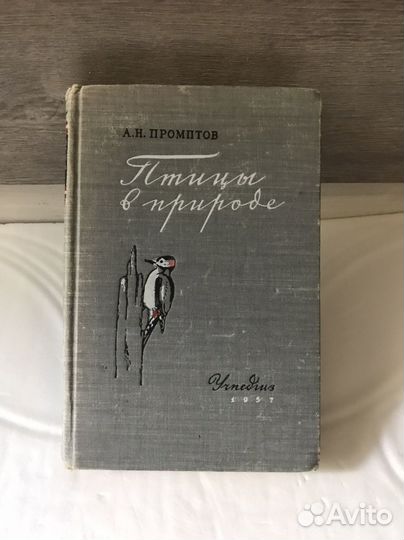 А.Н. ПРОМПТОВ
Птицы
в природе
Учпедгиз
1957
Avito